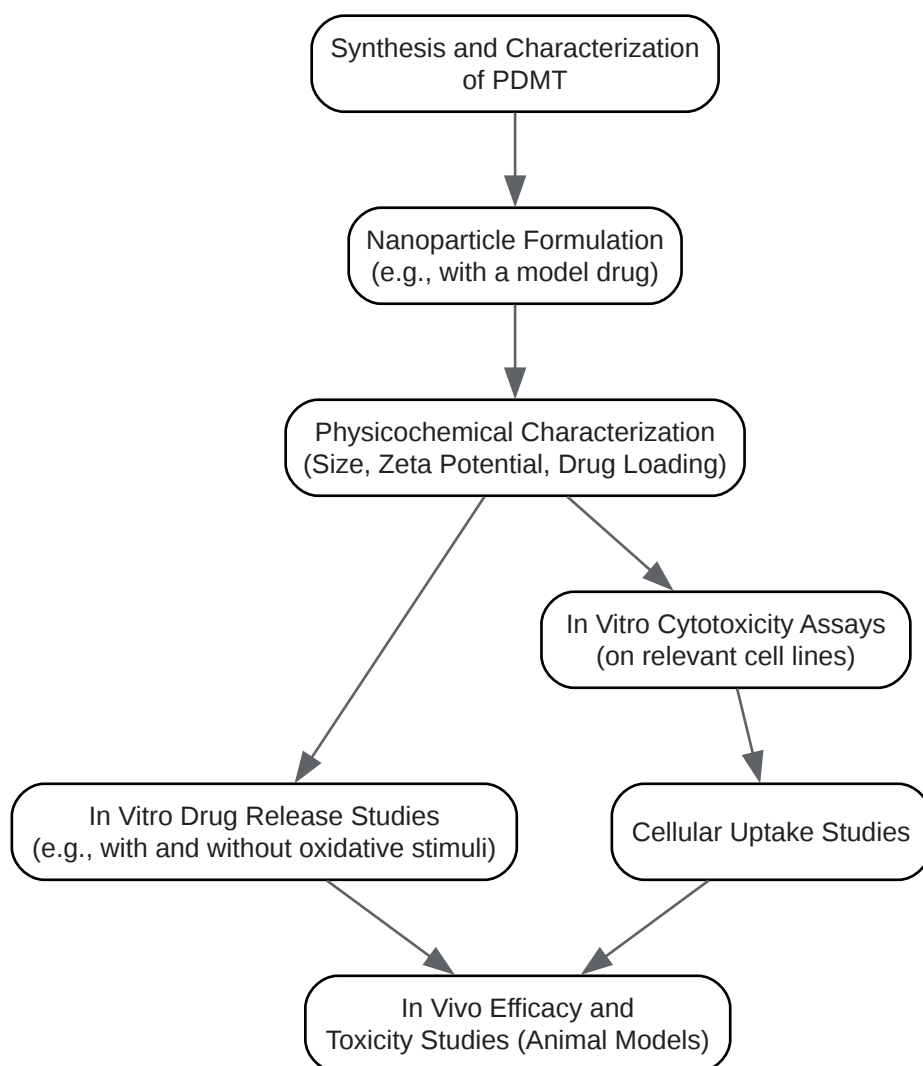 Synthesis and Characterization
of PDMT
Nanoparticle Formulation
(e.g., with a model drug)
Physicochemical Characterization
(Size, Zeta Potential, Drug Loading)
In Vitro Cytotoxicity Assays
(on relevant cell lines)
In Vitro Drug Release Studies
(e.g., with and without oxidative stimuli)
Cellular Uptake Studies
In Vivo Efficacy and
Toxicity Studies (Animal Models)